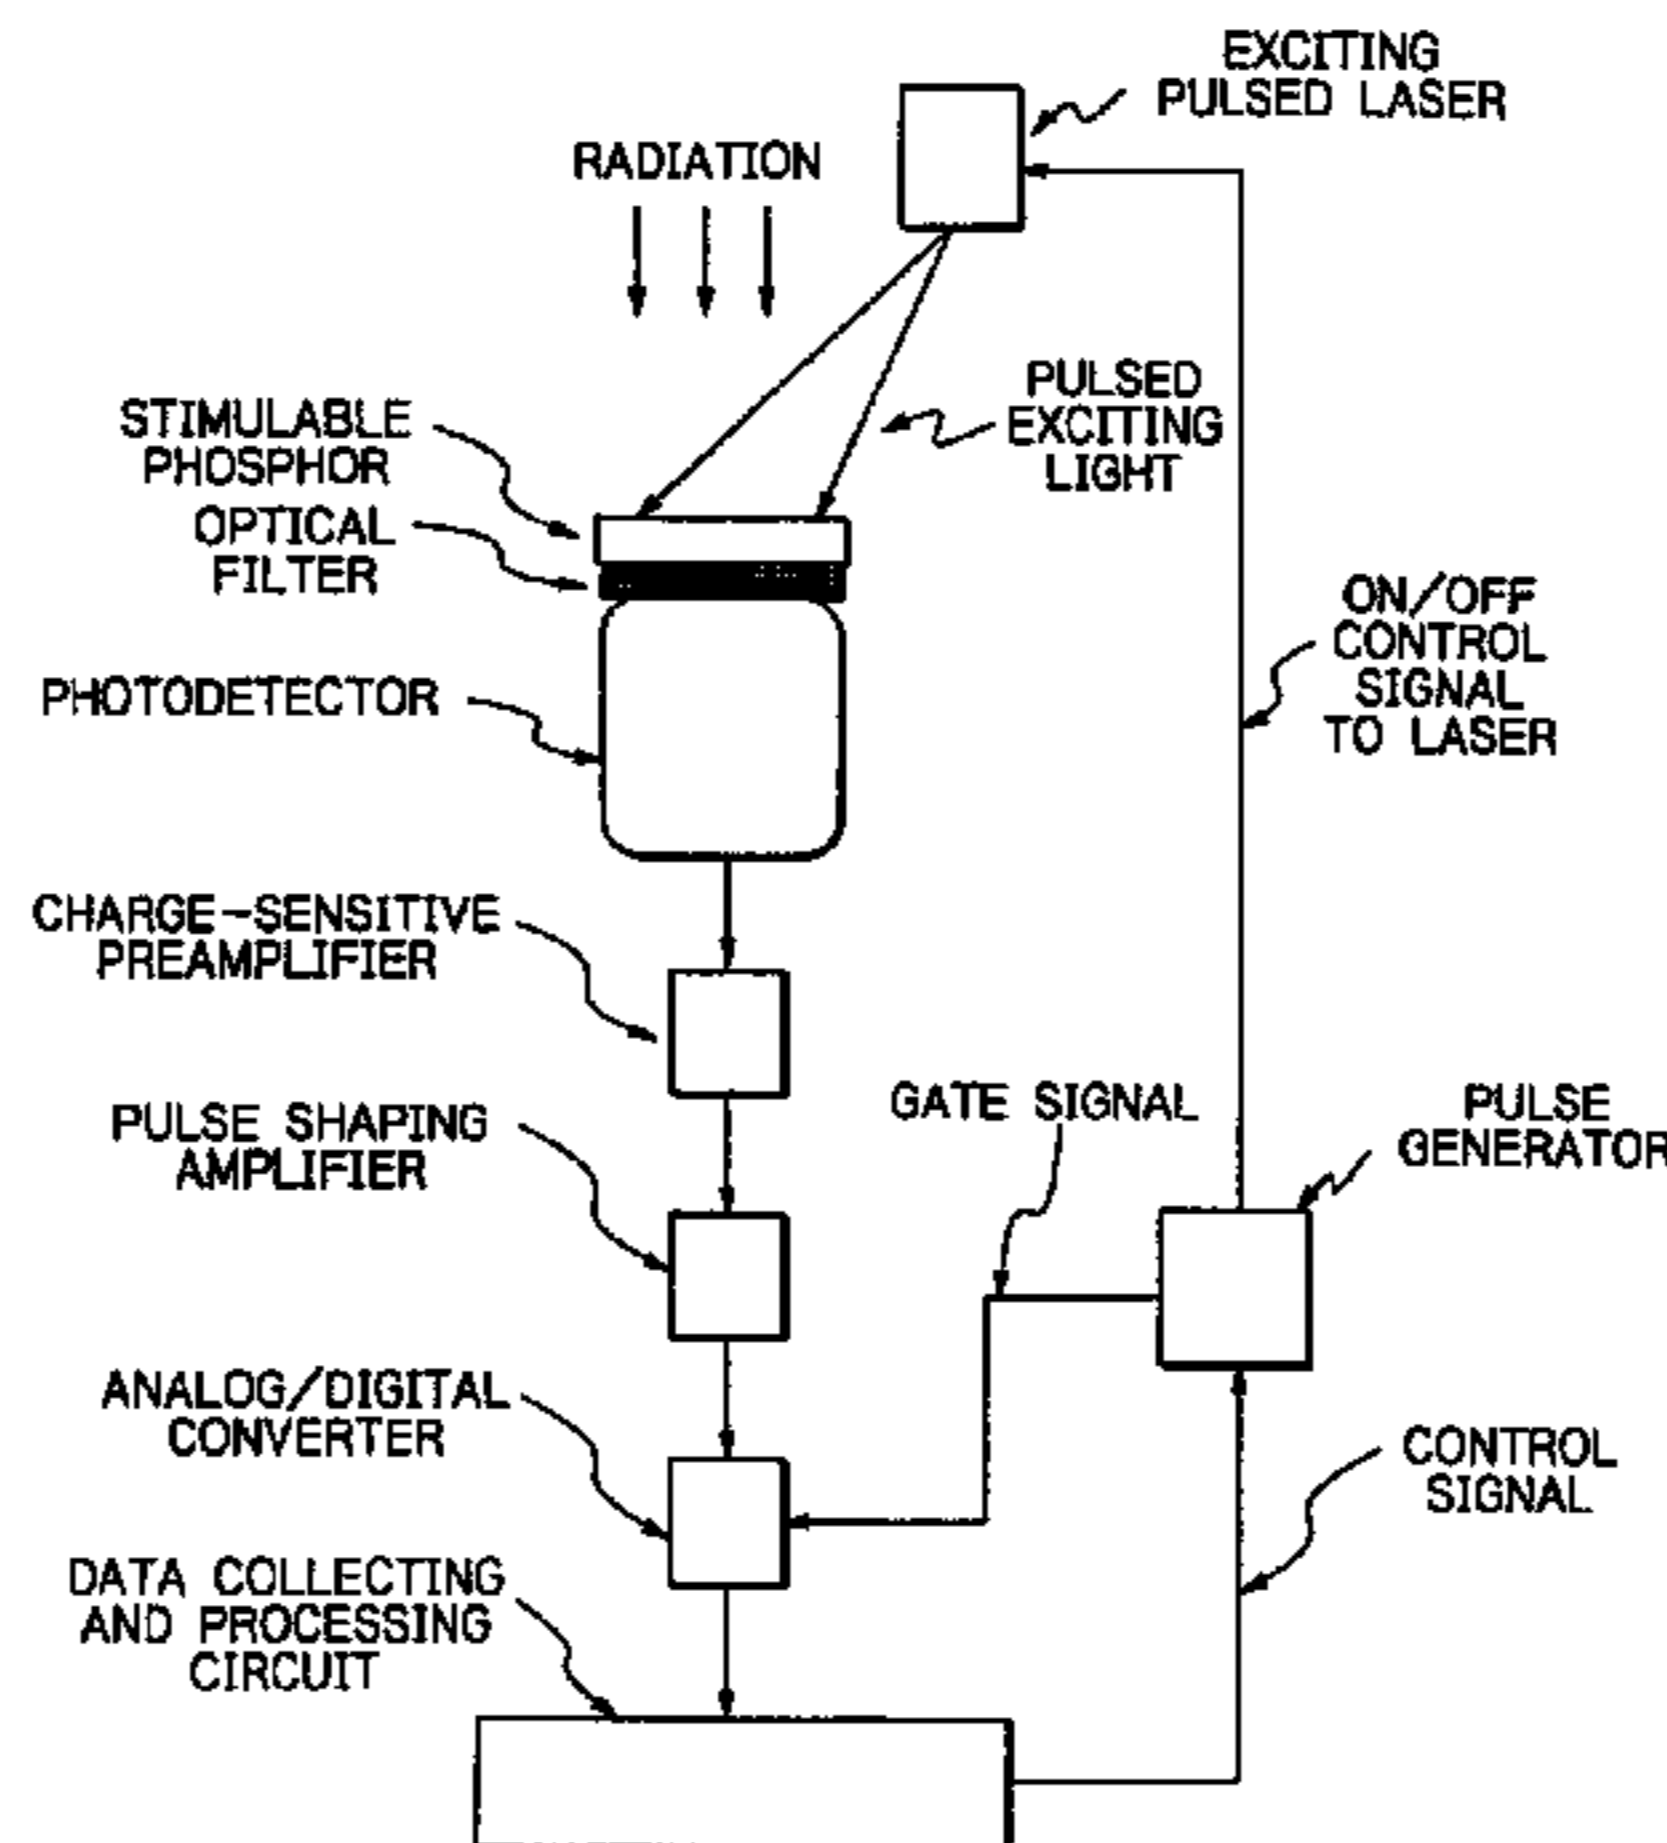 EXCITING
PULSED LASER
RADIATION
PULSED
EXCITING
LIGHT
STIMULABLE
PHOSPHOR
OPTICAL
FILTER
ON/OFF
CONTROL
SIGNAL
TO LASER
PHOTODETECTOR
CHARGE-SENSITIVE
PREAMPLIFIER
GATE SIGNAL
PULSE
GENERATOR
PULSE SHAPING
AMPLIFIER
ANALOG/DIGITAL
CONVERTER
CONTROL
SIGNAL
DATA COLLECTING
AND PROCESSING
CIRCUIT